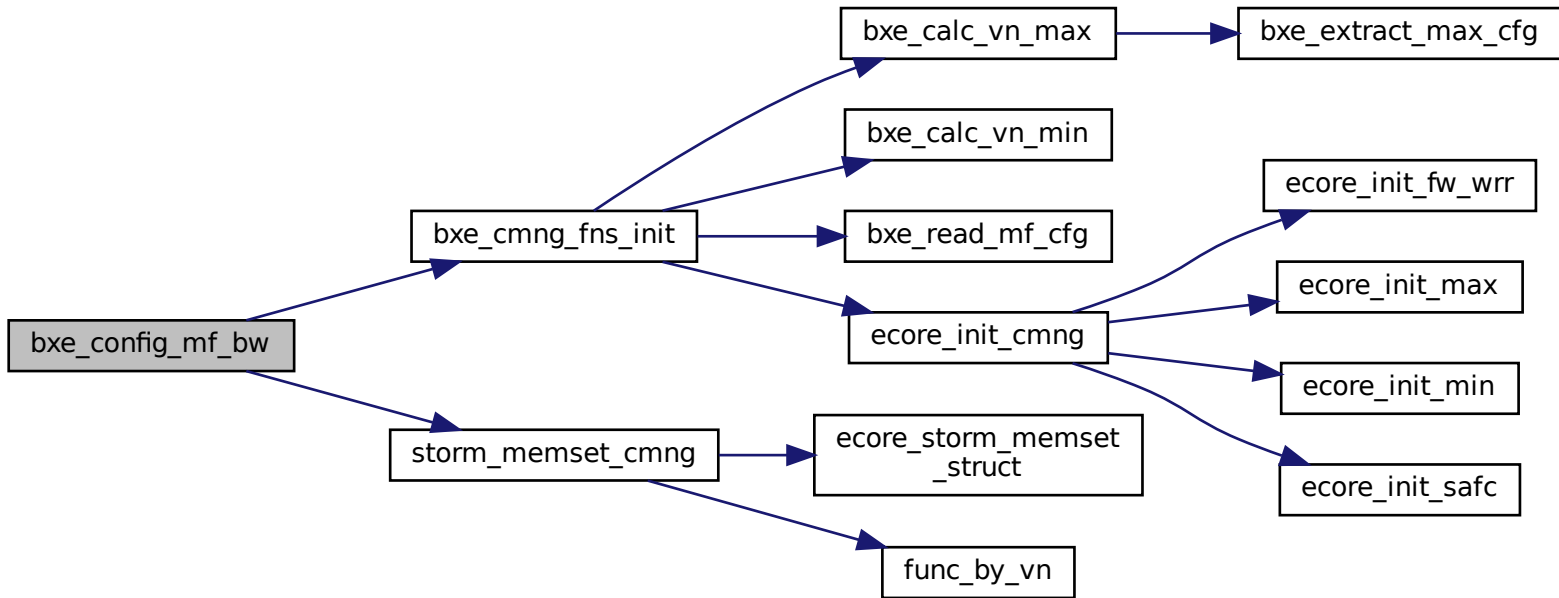 bxe_config_mf_bw
bxe_cmng_fns_init
storm_memset_cmng
bxe_calc_vn_max
bxe_calc_vn_min
bxe_read_mf_cfg
ecore_init_cmng
ecore_storm_memset
_struct
func_by_vn
bxe_extract_max_cfg
ecore_init_fw_wrr
ecore_init_max
ecore_init_min
ecore_init_safc